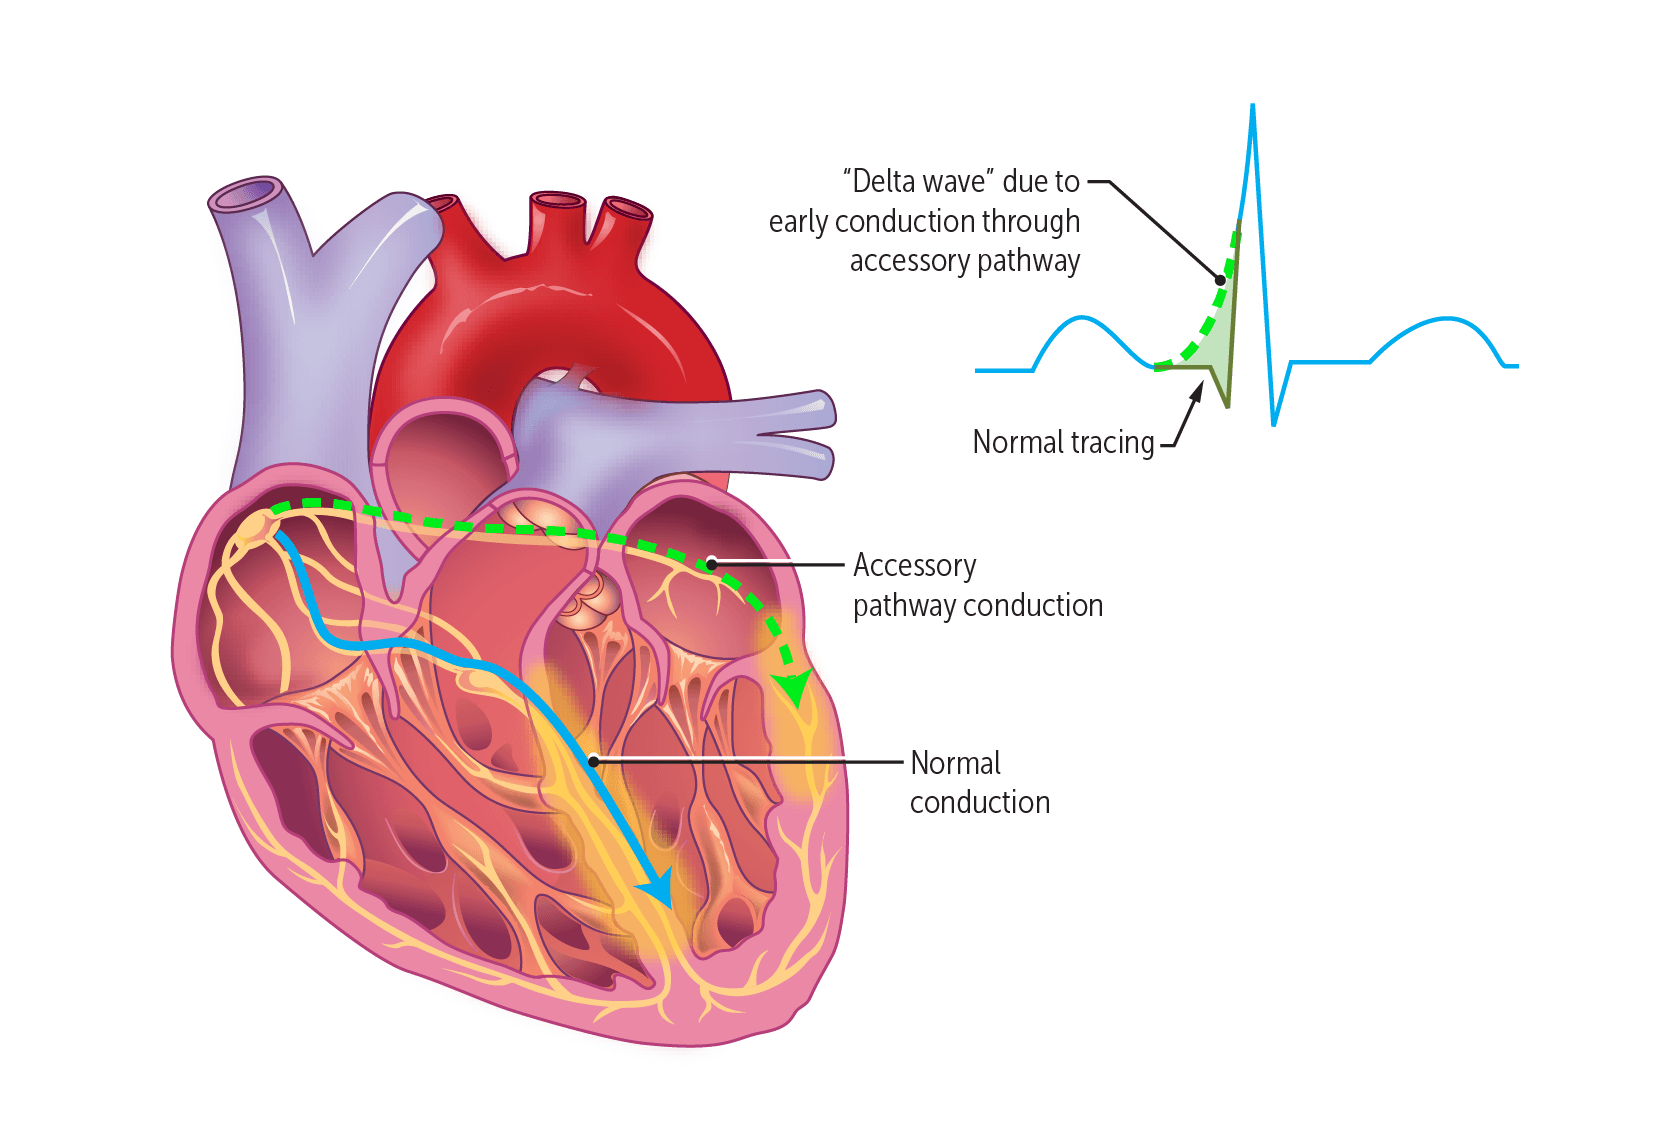 “Delta wave” due to
early conduction through
accessory pathway
Normal tracing
Accessory
pathway conduction
Normal
conduction